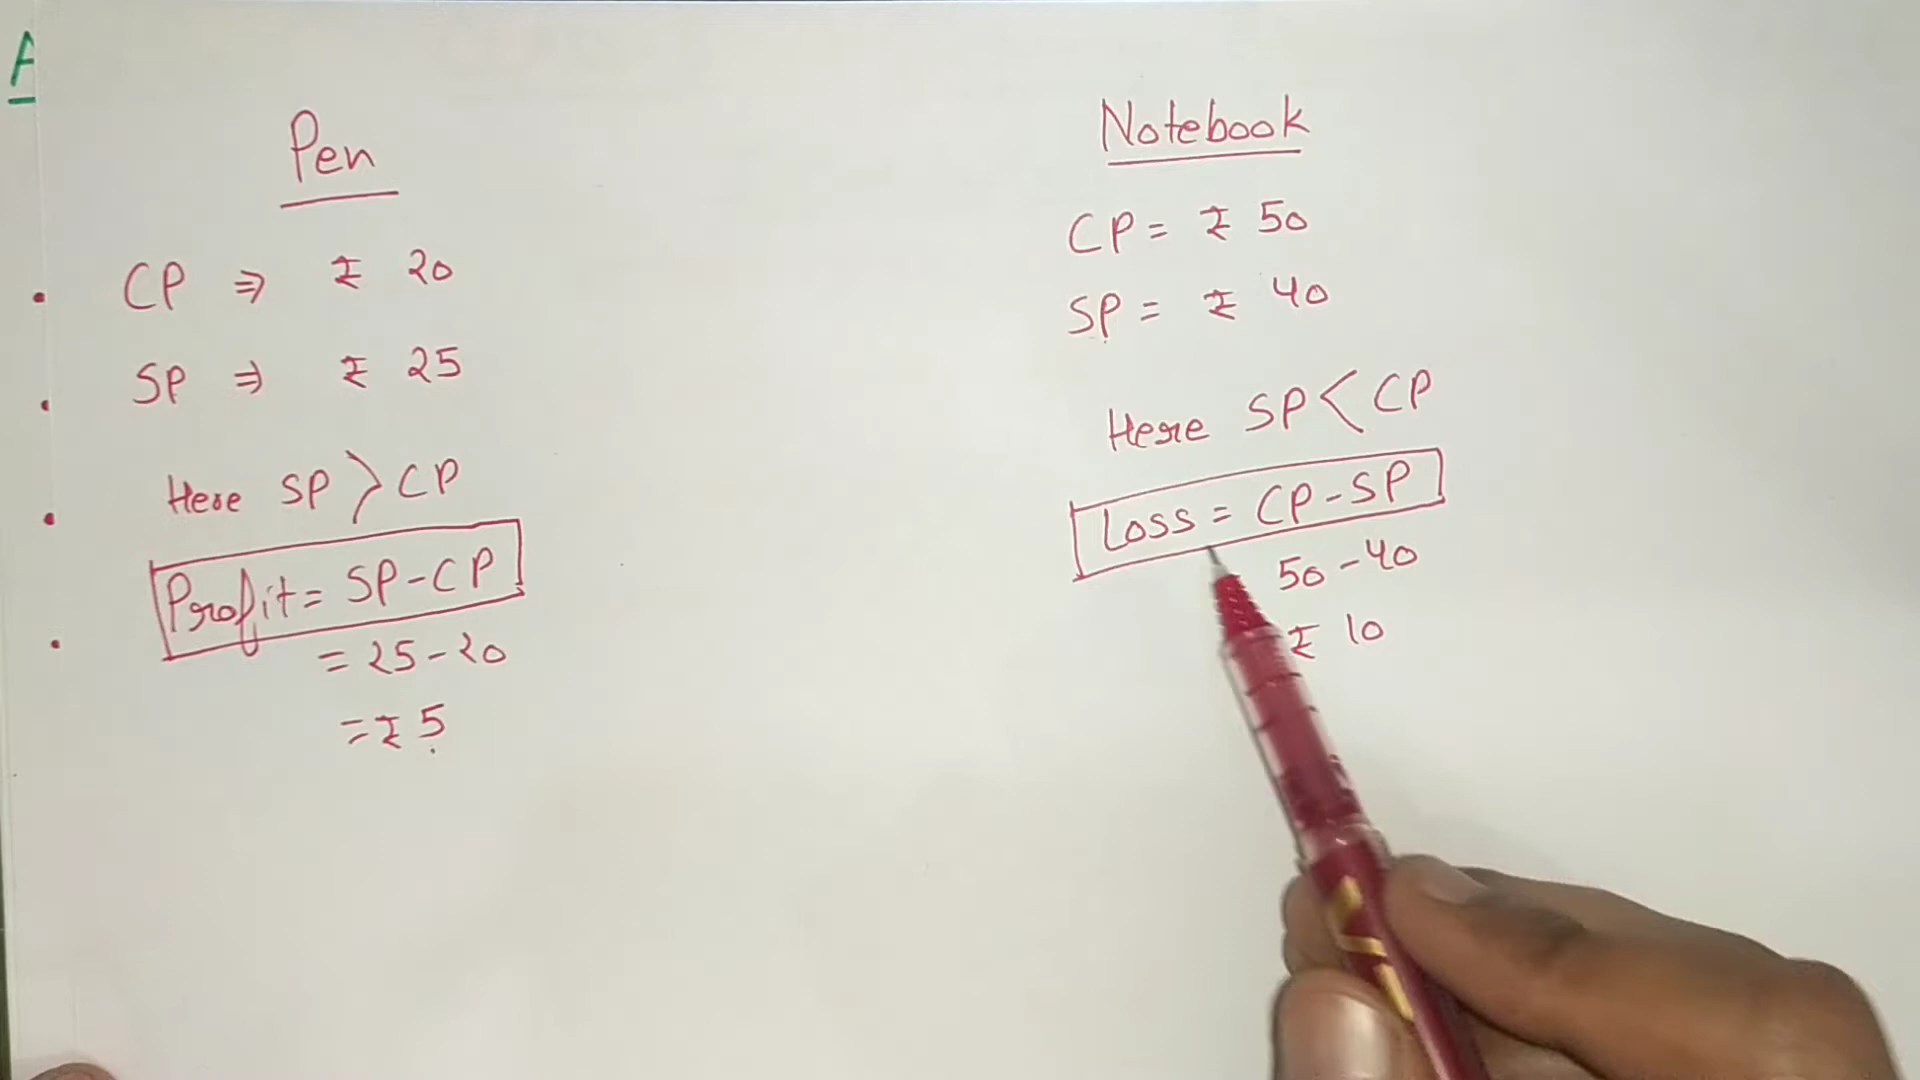 A
Pen
CP ⇒ ₹ 20
SP ⇒ ₹ 25
Here SP > CP
Profit = SP - CP
= 25 - 20
= ₹ 5
Notebook
CP = ₹ 50
SP = ₹ 40
Here SP < CP
Loss = CP - SP
50 - 40
₹ 10